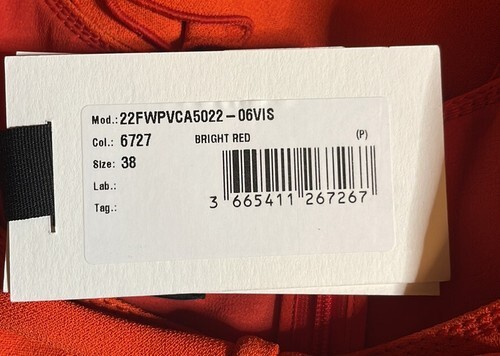 Mod.: 22FWPVCA5022-06VIS
Col.: 6727 BRIGHT RED (P)
Size: 38
Lab.:
Tag.:
3 665411 267267